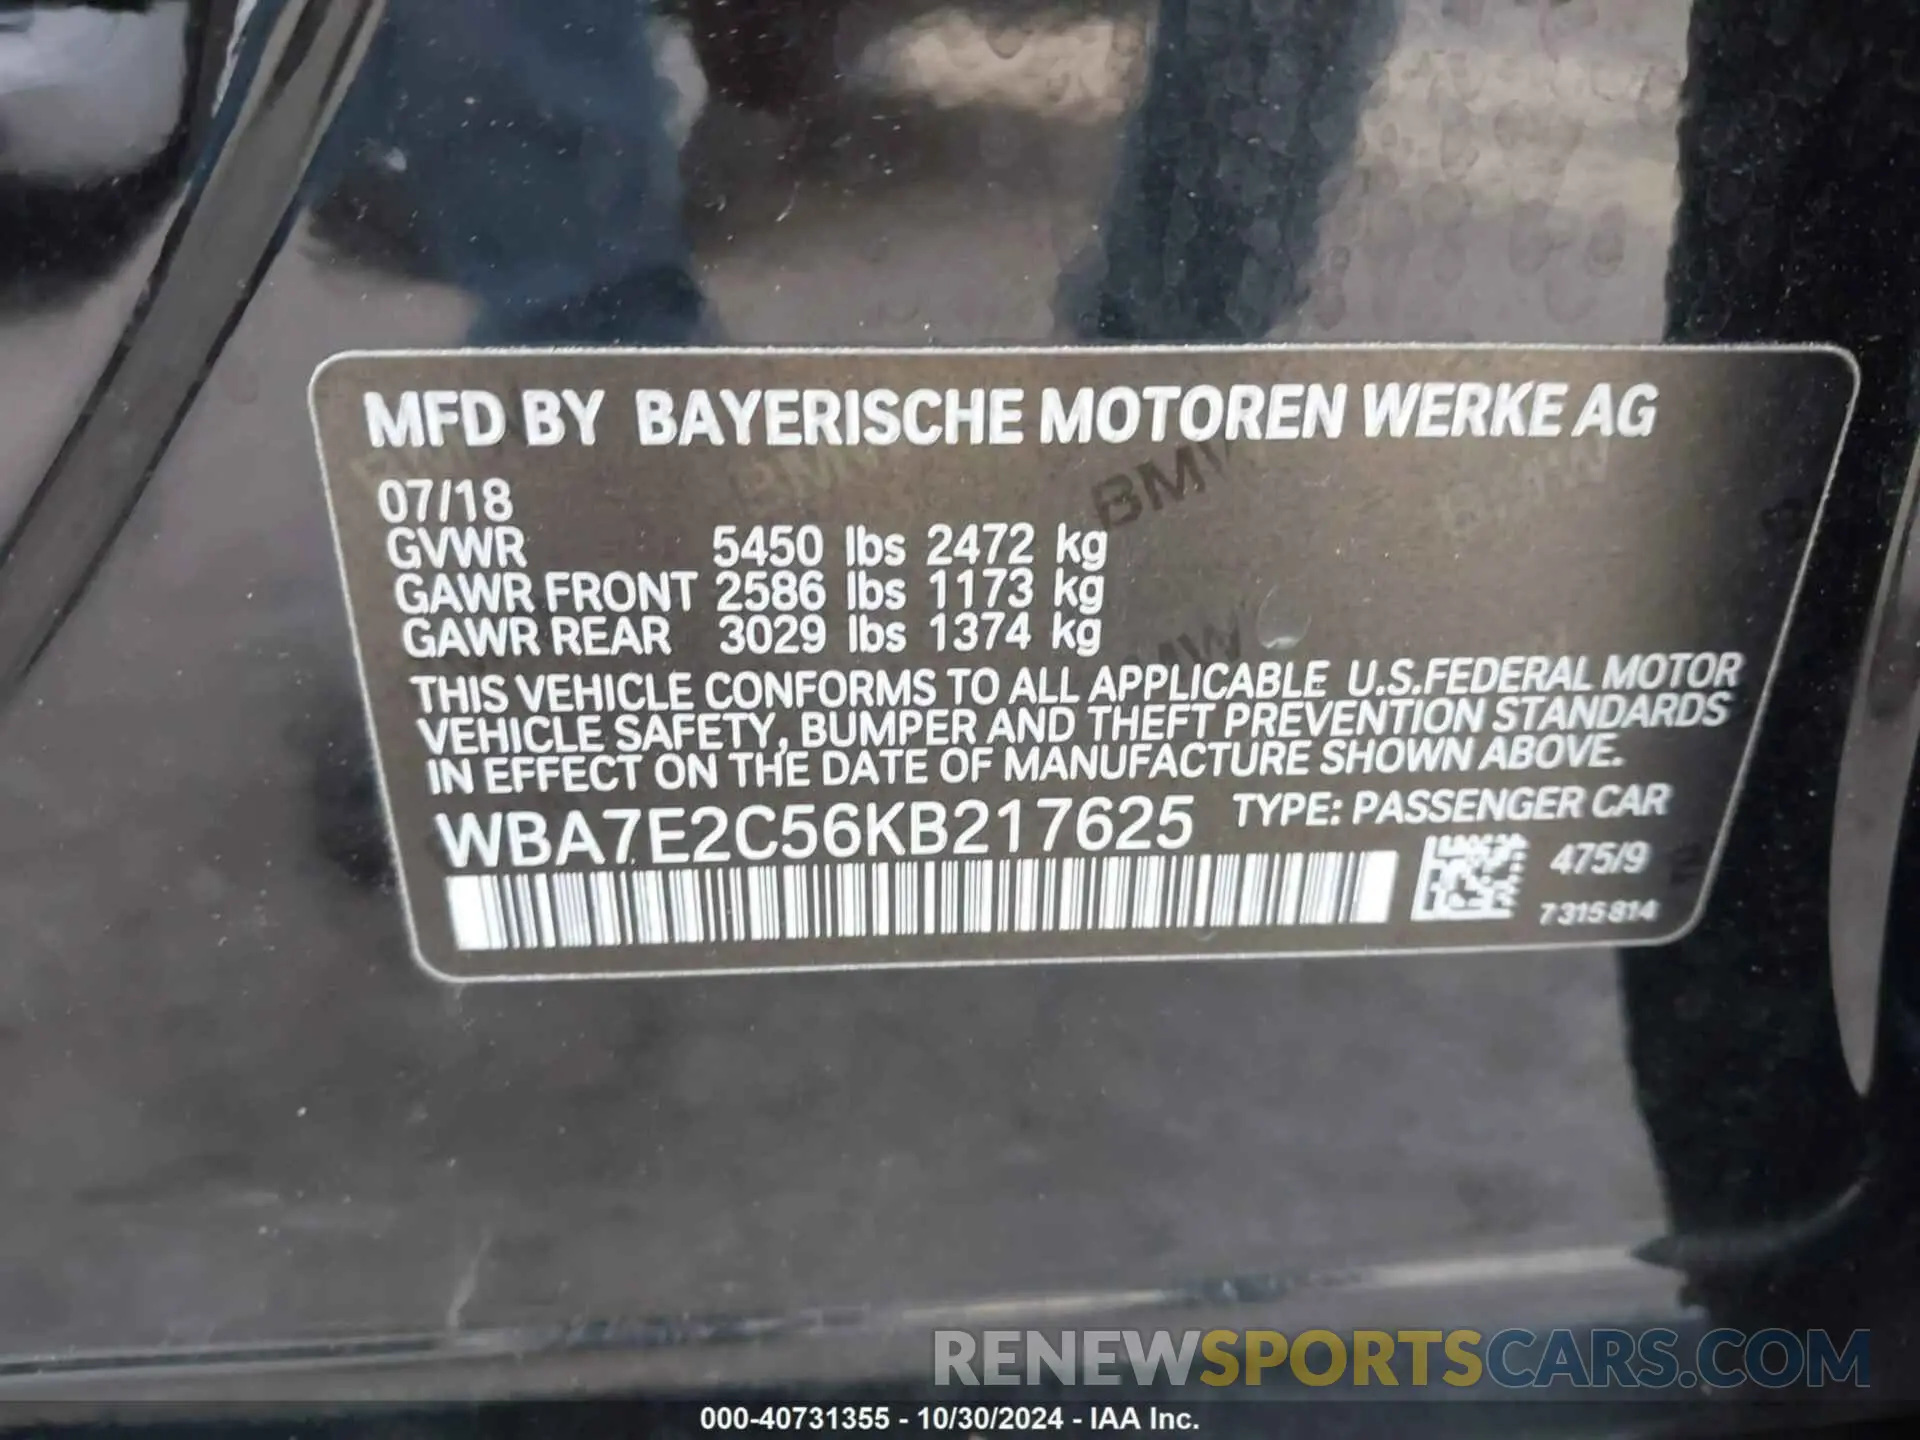 MFD BY BAYERISCHE MOTOREN WERKE AG
07/18
GVWR 5450 lbs 2472 kg
GAWR FRONT 2586 lbs 1173 kg
GAWR REAR 3029 lbs 1374 kg
THIS VEHICLE CONFORMS TO ALL APPLICABLE U.S.FEDERAL MOTOR
VEHICLE SAFETY, BUMPER AND THEFT PREVENTION STANDARDS
IN EFFECT ON THE DATE OF MANUFACTURE SHOWN ABOVE.
WBA7E2C56KB217625 TYPE: PASSENGER CAR
475/9
7315814
BMW
BMW
RENEWSPORTSCARS.COM
000-40731355 - 10/30/2024 - IAA Inc.